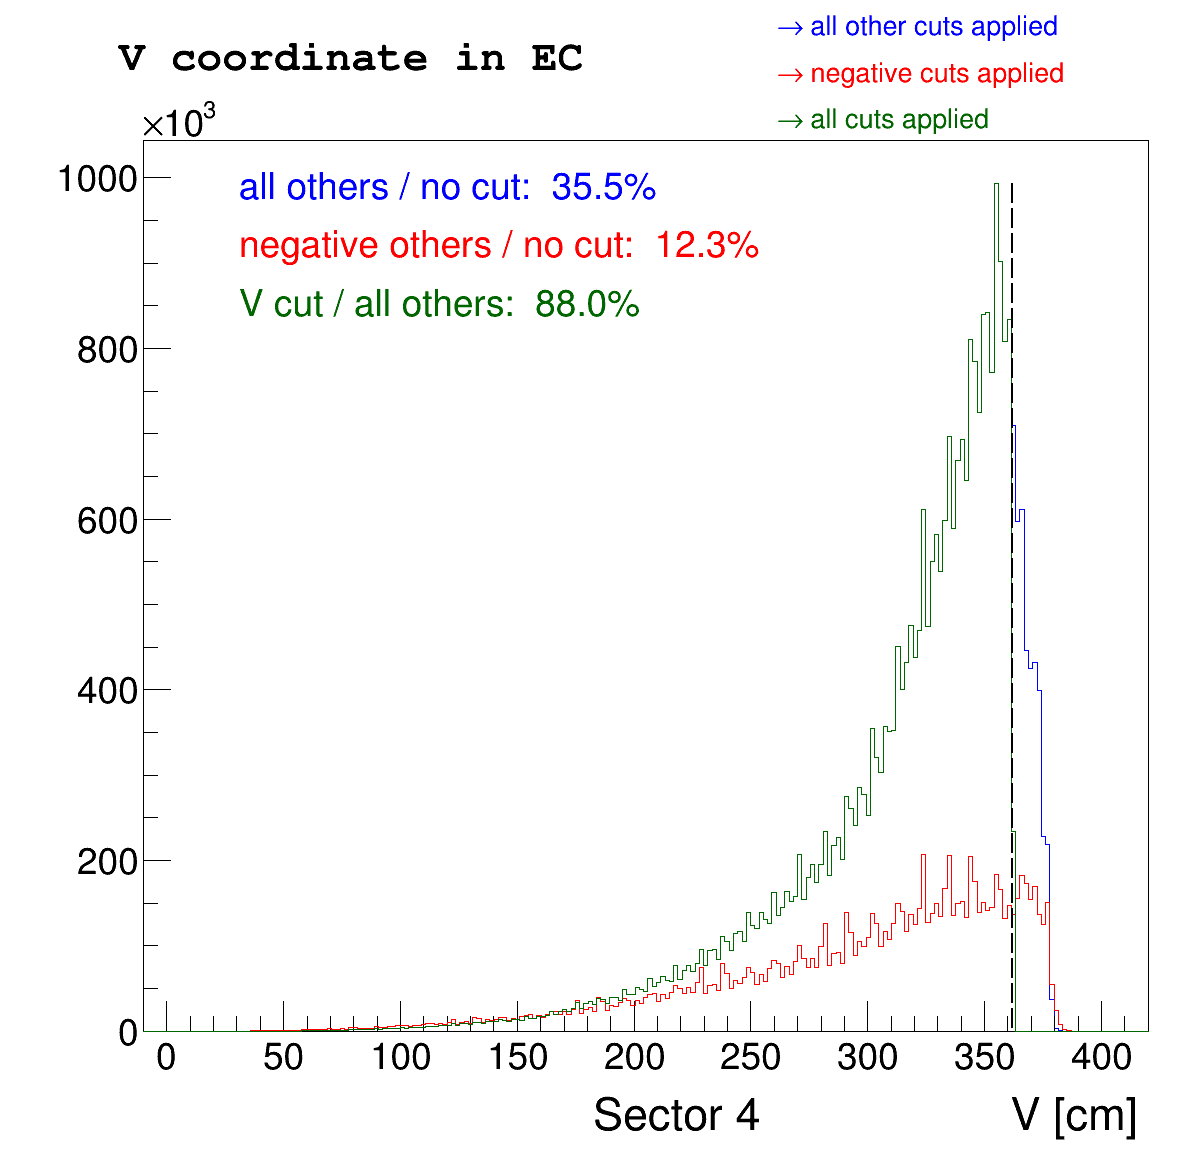 → all other cuts applied
V coordinate in EC
→ negative cuts applied
→ all cuts applied
×10³
1000
800
600
400
200
0
all others / no cut: 35.5%
negative others / no cut: 12.3%
V cut / all others: 88.0%
0 50 100 150 200 250 300 350 400
Sector 4
V [cm]